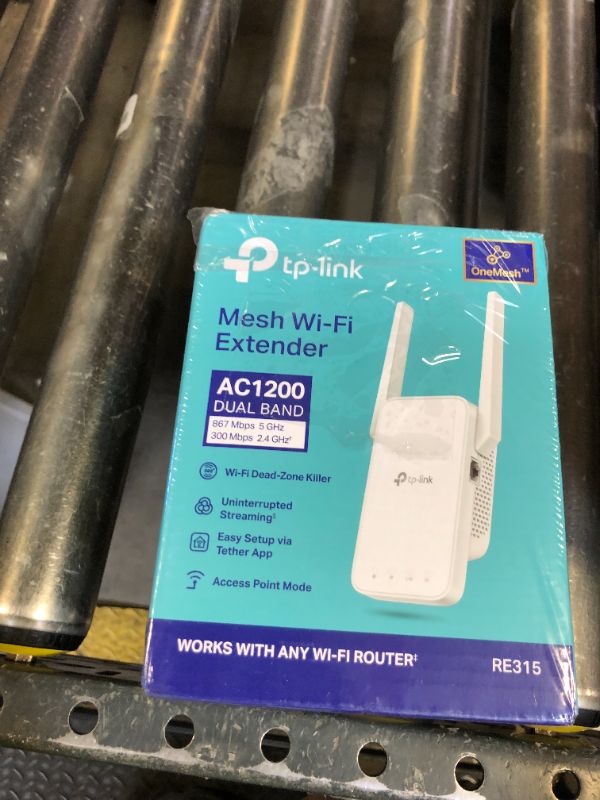 tp-link
OneMesh™
Mesh Wi-Fi
Extender
AC1200
DUAL BAND
867 Mbps 5 GHz
300 Mbps 2.4 GHz†
Wi-Fi Dead-Zone Killer
Uninterrupted
Streaming‡
Easy Setup via
Tether App
Access Point Mode
tp-link
WORKS WITH ANY WI-FI ROUTER‡
RE315